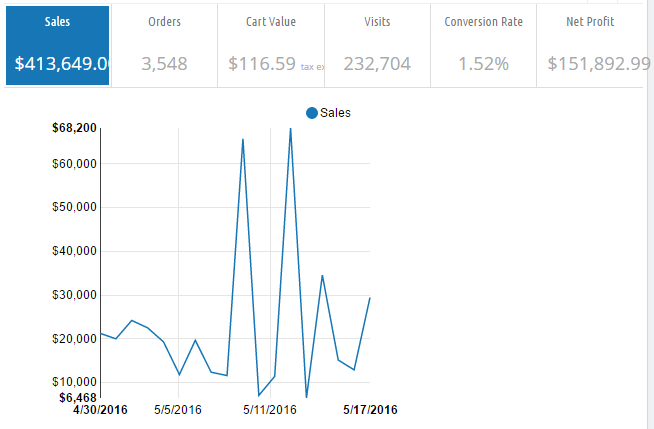 Sales Orders Cart Value Visits Conversion Rate Net Profit
$413,649.0 3,548 $116.59 tax ex 232,704 1.52% $151,892.99
Sales
$68,200
$60,000
$50,000
$40,000
$30,000
$20,000
$10,000
$6,468
4/30/2016 5/5/2016 5/11/2016 5/17/2016